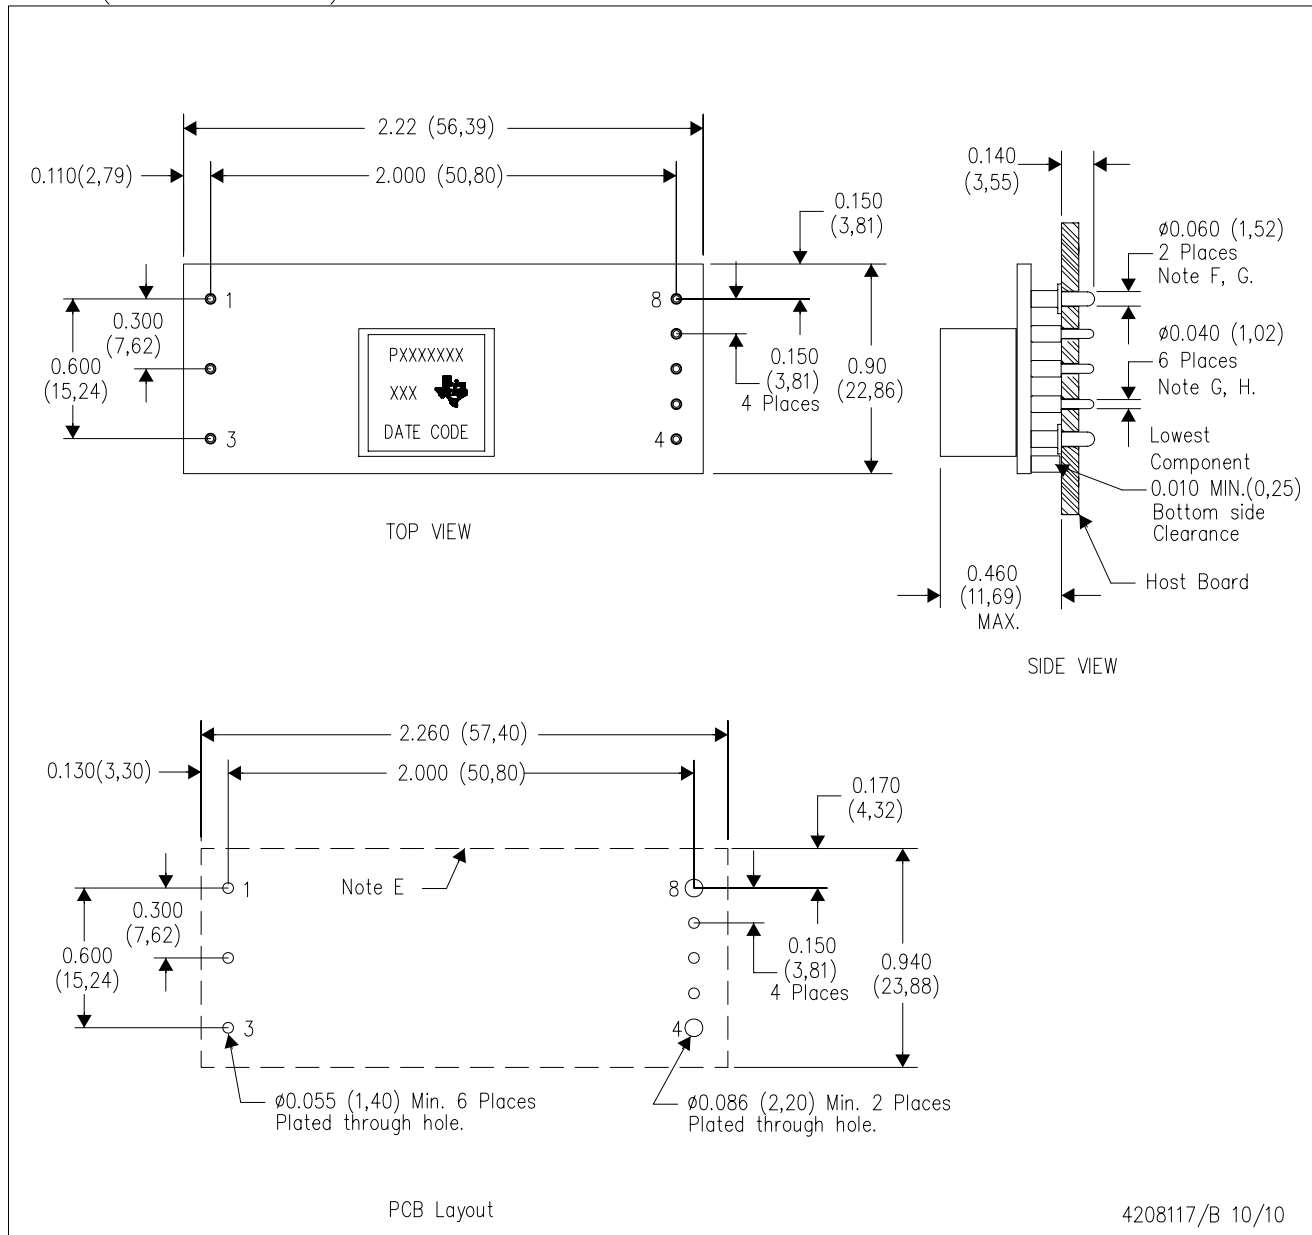 2.22 (56,39)
0.110(2,79)
2.000 (50,80)
0.150
(3,81)
0.140
(3,55)
ø0.060 (1,52)
2 Places
Note F, G.
1
8
0.300
(7,62)
0.600
(15,24)
PXXXXXXX
XXX
DATE CODE
0.150
(3,81)
4 Places
0.90
(22,86)
ø0.040 (1,02)
6 Places
Note G, H.
3
4
Lowest
Component
0.010 MIN.(0,25)
Bottom side
Clearance
TOP VIEW
0.460
(11,69)
MAX.
Host Board
SIDE VIEW
2.260 (57,40)
0.130(3,30)
2.000 (50,80)
0.170
(4,32)
1
Note E
8
0.300
(7,62)
0.600
(15,24)
0.150
(3,81)
4 Places
0.940
(23,88)
3
4
ø0.055 (1,40) Min. 6 Places
Plated through hole.
ø0.086 (2,20) Min. 2 Places
Plated through hole.
PCB Layout
4208117/B 10/10